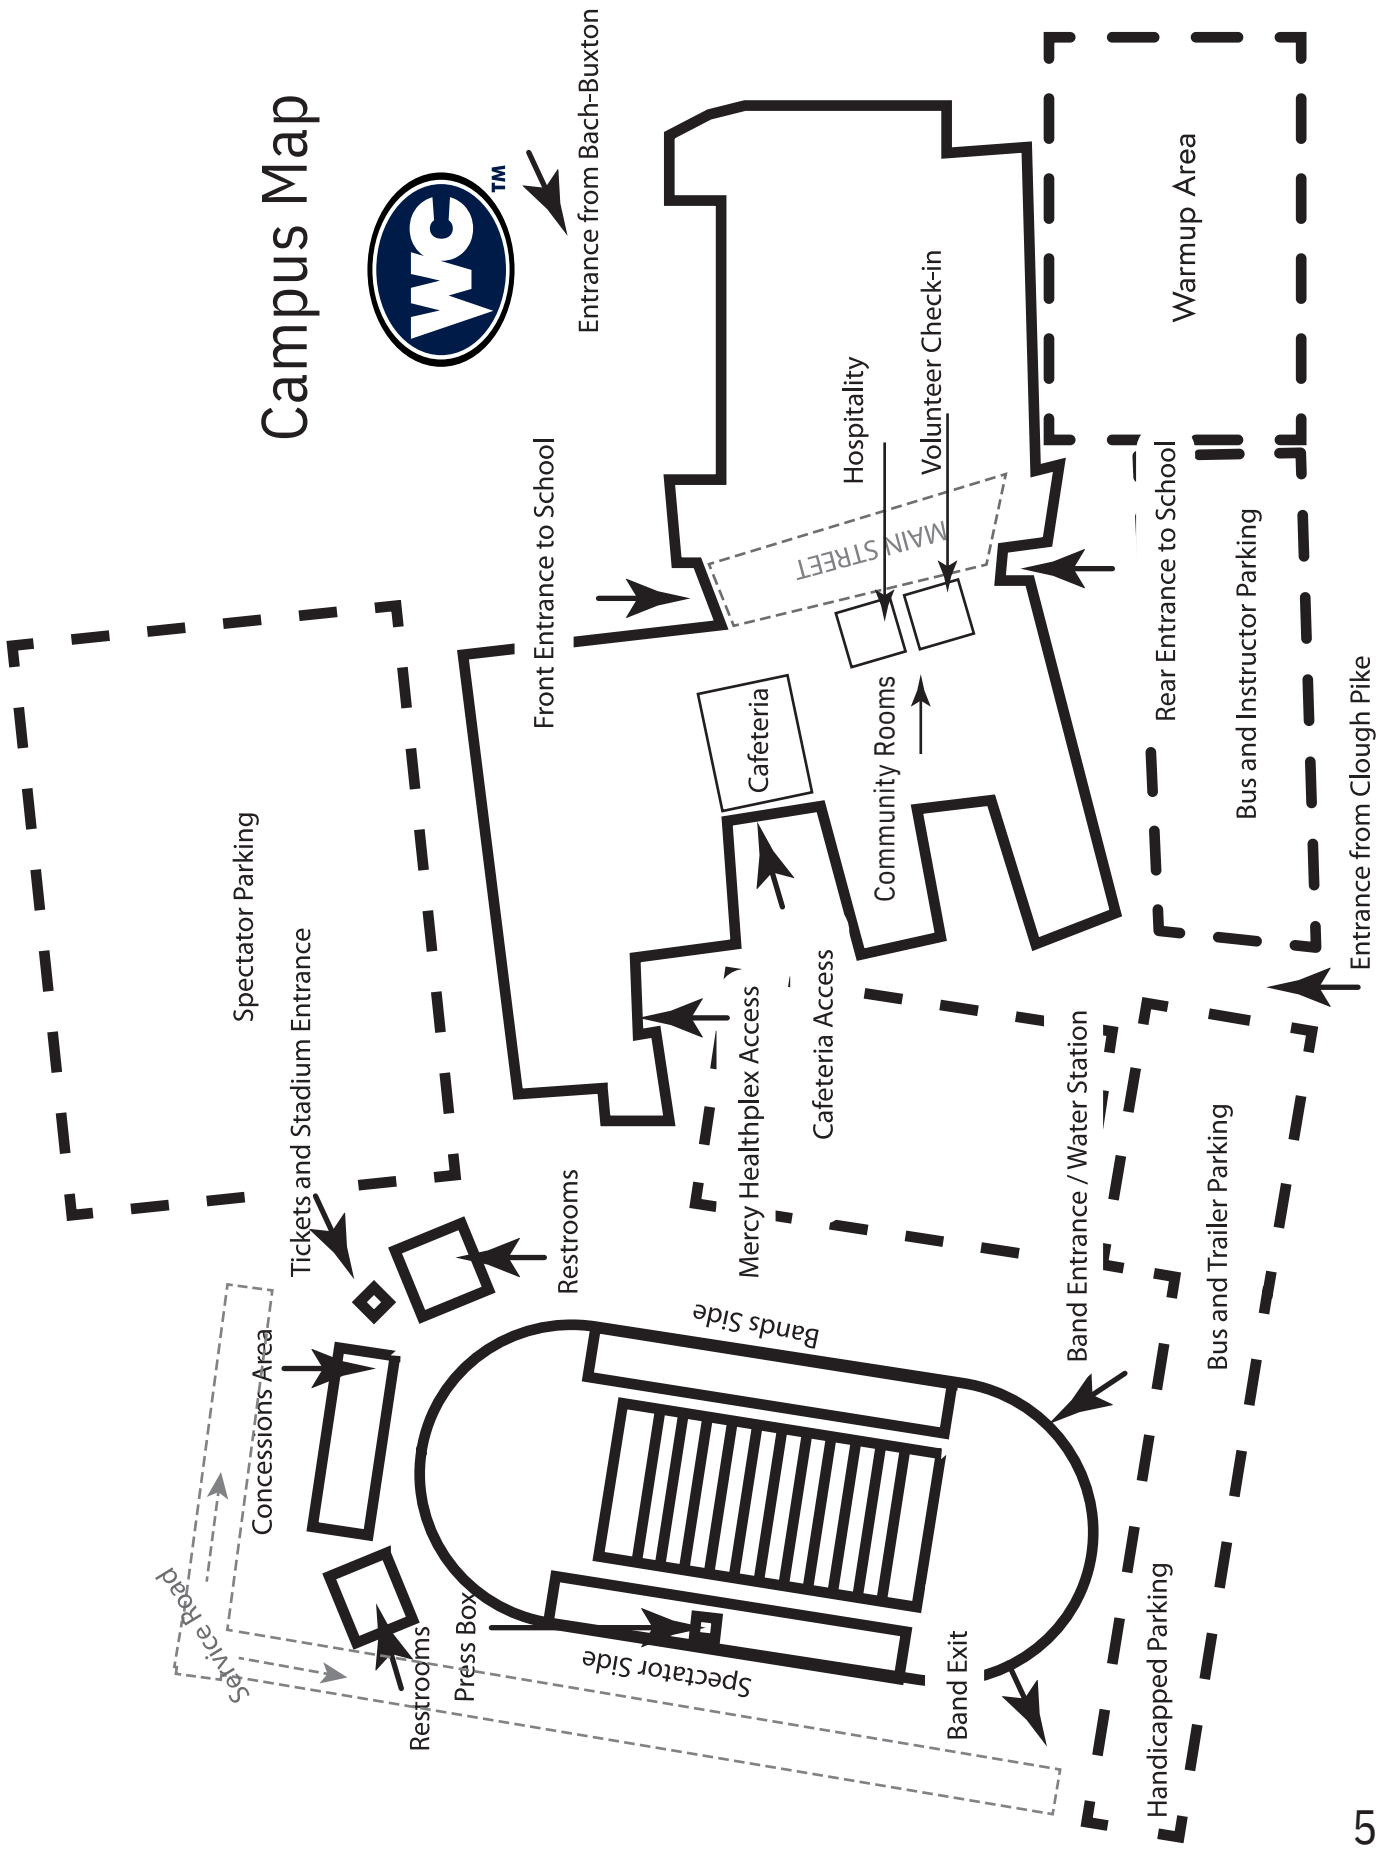 Campus Map
WC™
Entrance from Bach-Buxton
Spectator Parking
Tickets and Stadium Entrance
Front Entrance to School
Concessions Area
Service Road
Restrooms
Restrooms
Press Box
Spectator Side
Bands Side
Mercy Healthplex Access
Cafeteria Access
Cafeteria
Community Rooms
Hospitality
Volunteer Check-in
MAIN STREET
Band Exit
Band Entrance / Water Station
Rear Entrance to School
Warmup Area
Bus and Instructor Parking
Bus and Trailer Parking
Handicapped Parking
Entrance from Clough Pike
5